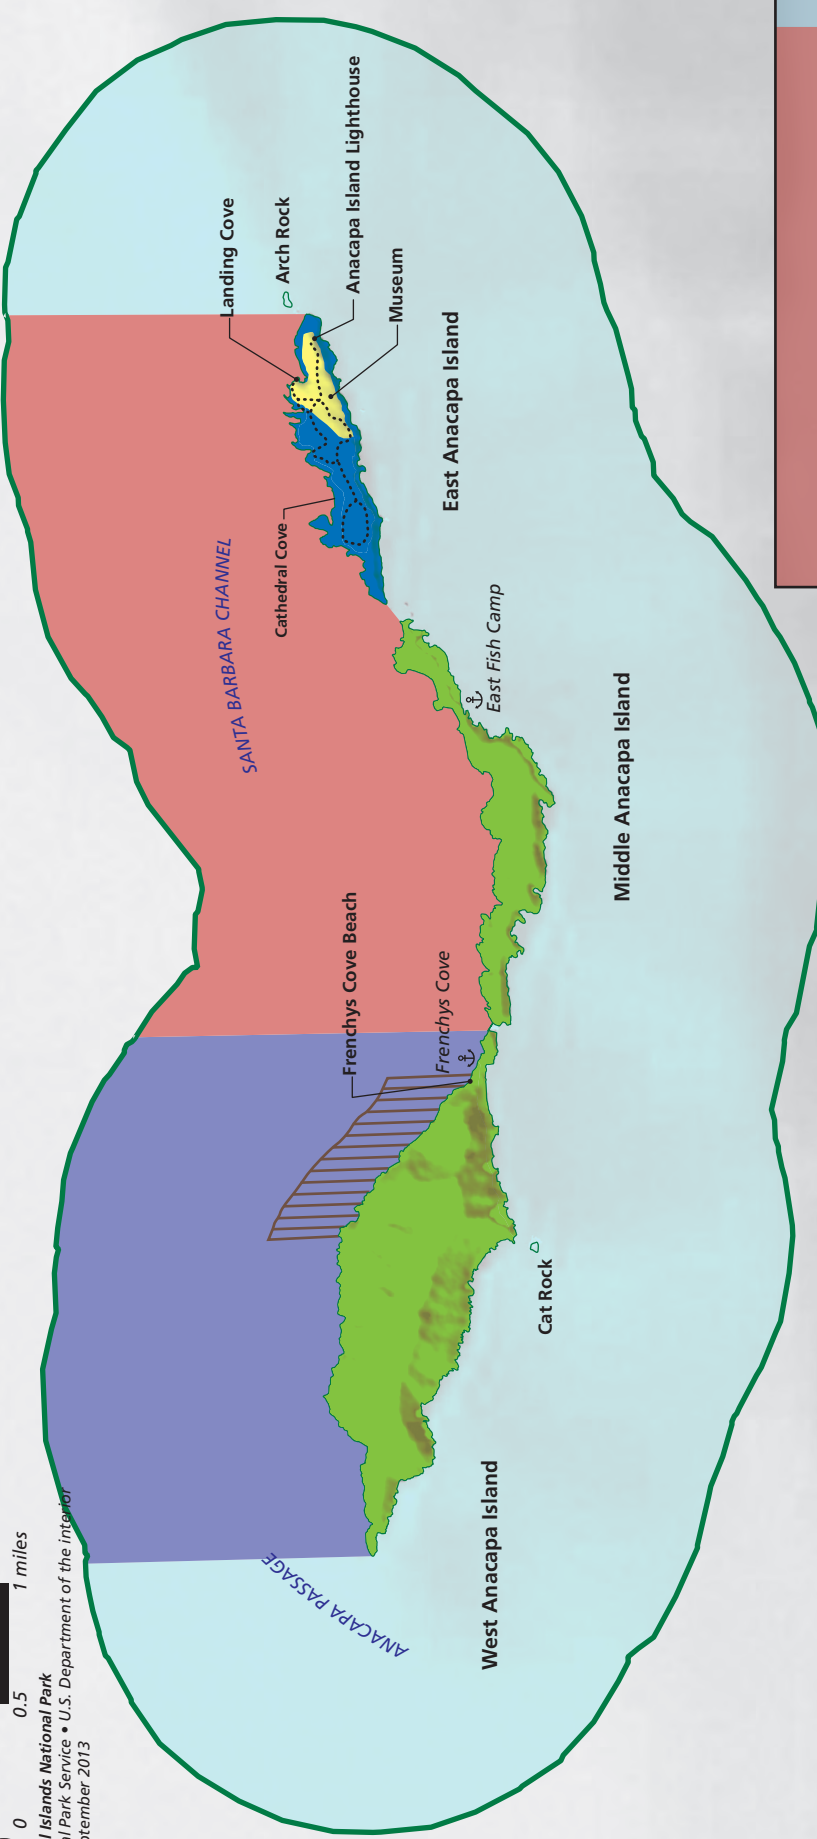 Landing Cove
Arch Rock
Anacapa Island Lighthouse
Museum
East Anacapa Island
Cathedral Cove
SANTA BARBARA CHANNEL
East Fish Camp
Middle Anacapa Island
Frenchys Cove Beach
Frenchys Cove
Cat Rock
West Anacapa Island
ANACAPA PASSAGE
0 0.5 1 miles
Islands National Park
Park Service • U.S. Department of the interior
2013